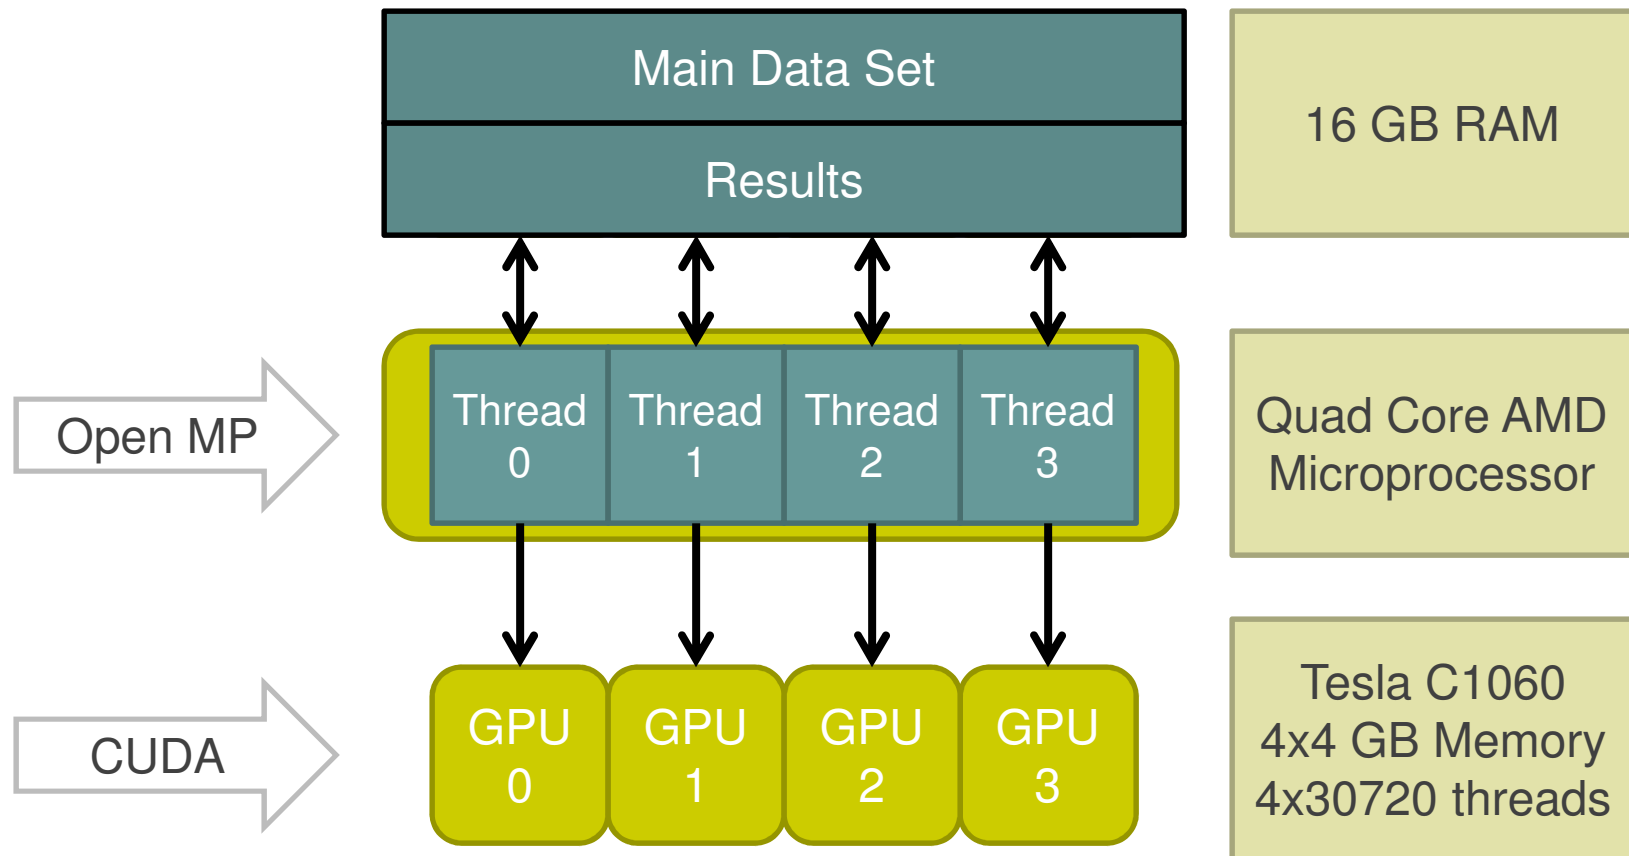 Main Data Set
16 GB RAM
Results
Open MP
Thread
0
Thread
1
Thread
2
Thread
3
Quad Core AMD
Microprocessor
CUDA
GPU
0
GPU
1
GPU
2
GPU
3
Tesla C1060
4x4 GB Memory
4x30720 threads